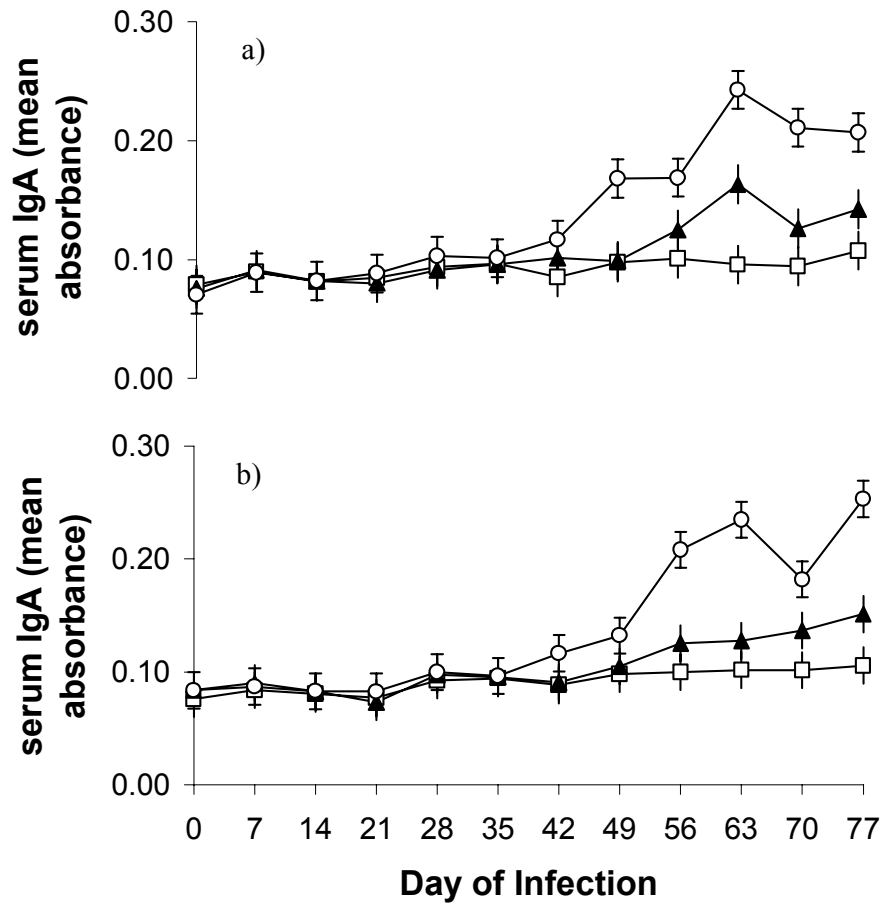 0.30
a)
0.20
0.10
0.00
serum IgA (mean
absorbance)
0.30
b)
0.20
0.10
0.00
serum IgA (mean
absorbance)
0 7 14 21 28 35 42 49 56 63 70 77
Day of Infection